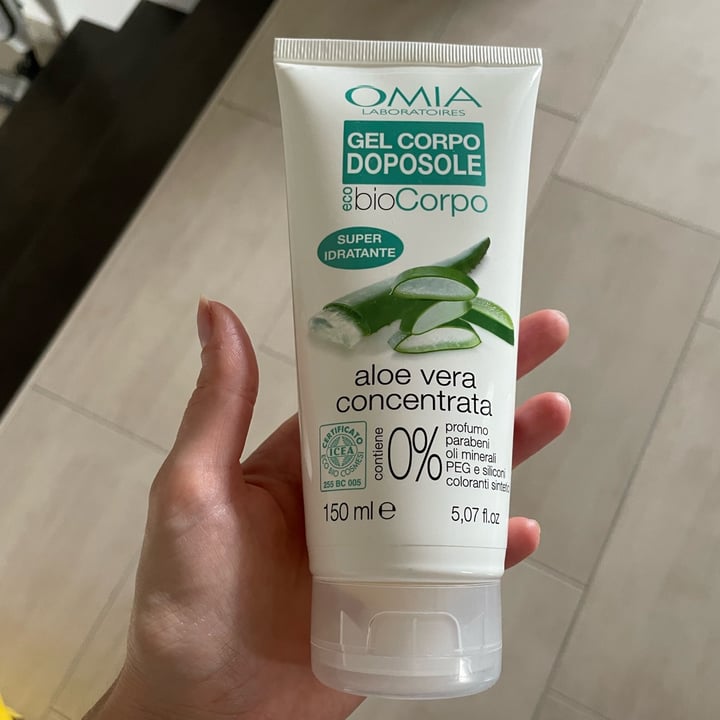 OMIA
LABORATOIRES
GEL CORPO
DOPOSOLE
eco bioCorpo
SUPER
IDRATANTE
aloe vera
concentrata
CERTIFICATO
ICEA
ECO BIO COSMESI
255 BC 005
contiene
0%
profumo
parabeni
oli minerali
PEG e siliconi
coloranti
150 ml e
5,07 fl.oz